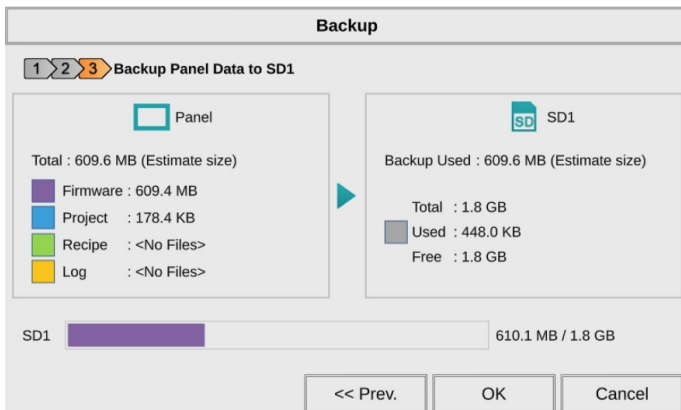 Backup
1 2 3 Backup Panel Data to SD1
Panel
Total : 609.6 MB (Estimate size)
Firmware : 609.4 MB
Project : 178.4 KB
Recipe : <No Files>
Log : <No Files>
SD SD1
Backup Used : 609.6 MB (Estimate size)
Total : 1.8 GB
Used : 448.0 KB
Free : 1.8 GB
SD1 610.1 MB / 1.8 GB
<< Prev. OK Cancel